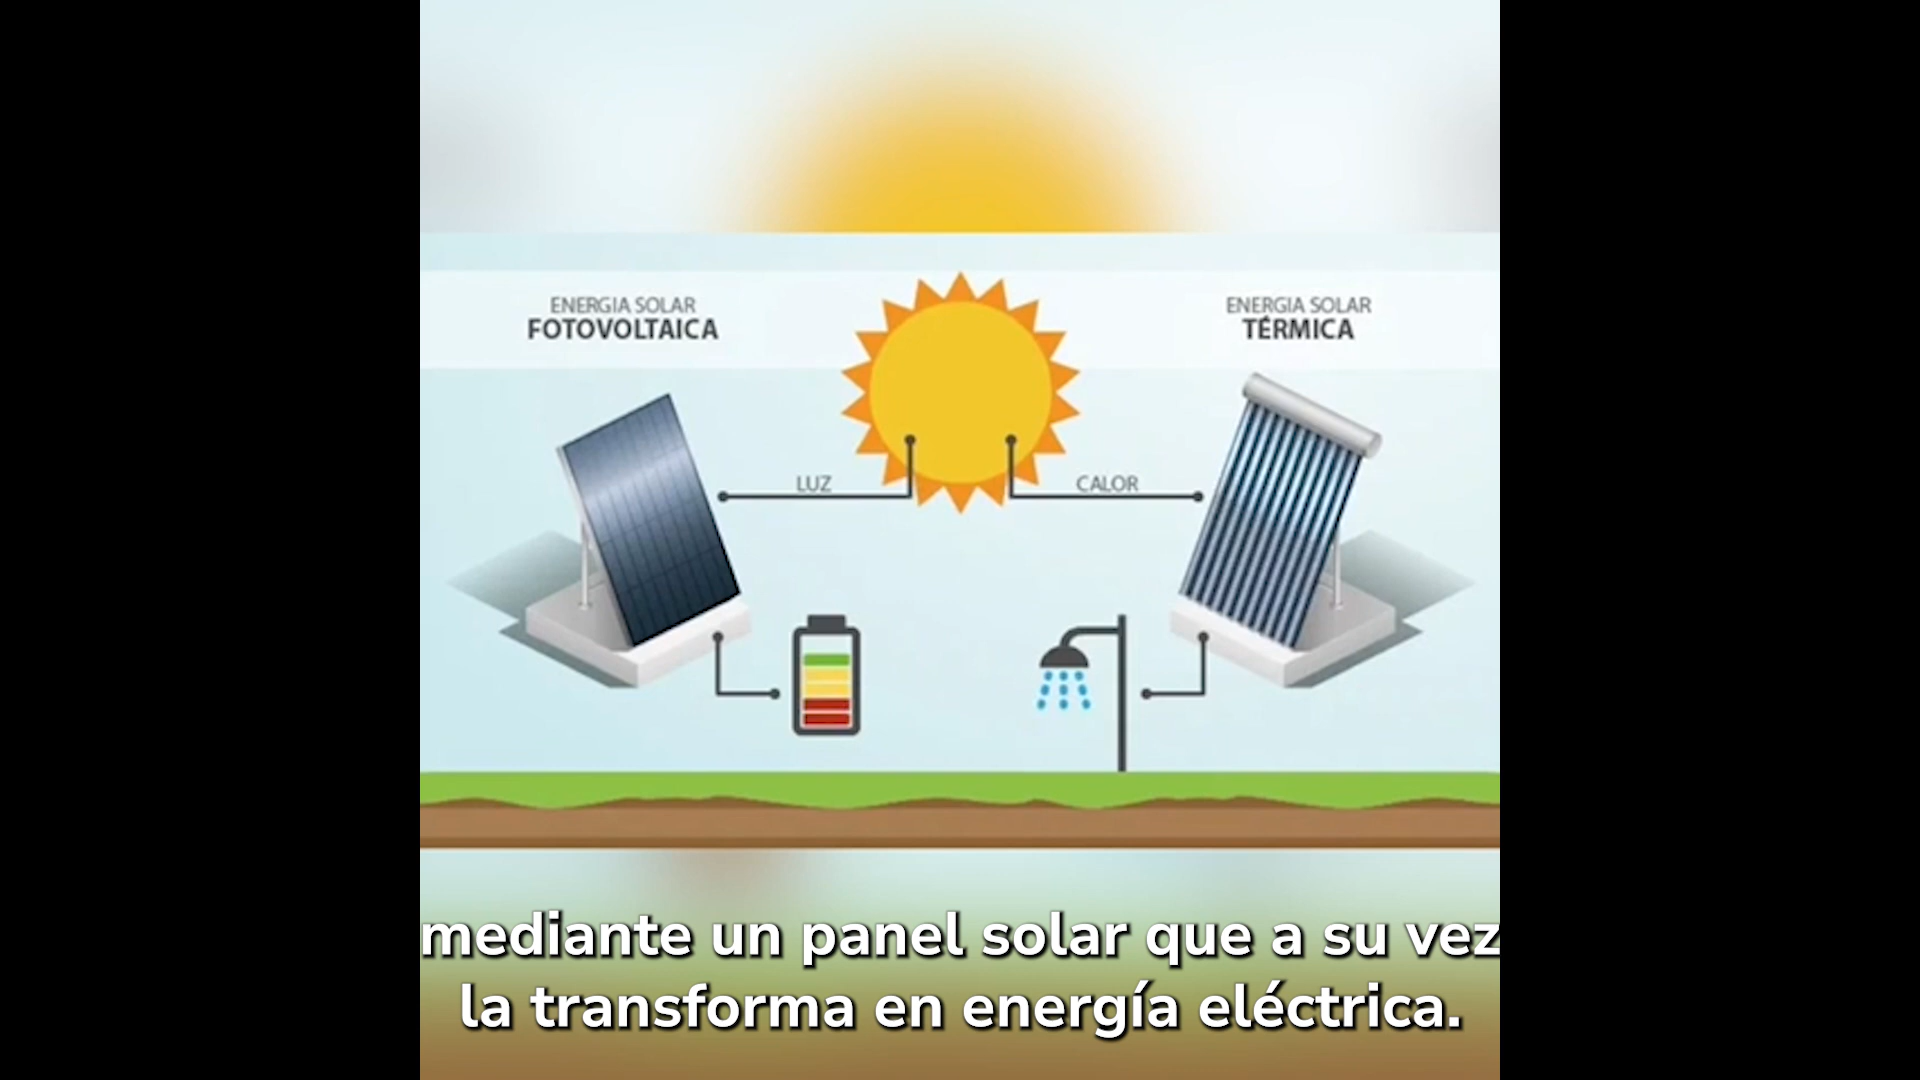 ENERGIA SOLAR
FOTOVOLTAICA
ENERGIA SOLAR
TÉRMICA
LUZ
CALOR
mediante un panel solar que a su vez
la transforma en energía eléctrica.